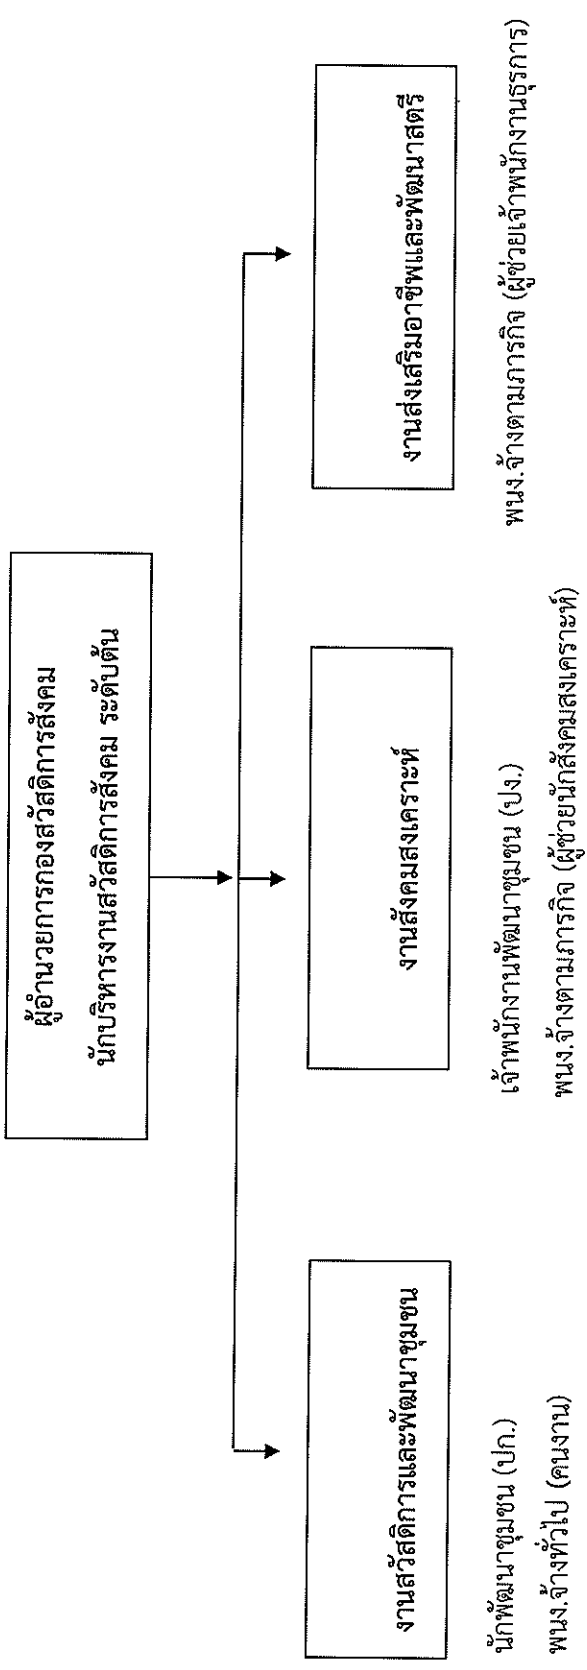 ผู้อำนวยการกองสวัสดิการสังคม
นักบริหารงานสวัสดิการสังคม ระดับต้น
งานสวัสดิการและพัฒนาชุมชน
นักพัฒนาชุมชน (ปก.)
พนง.จ้างทั่วไป (คนงาน)
งานสังคมสงเคราะห์
เจ้าพนักงานพัฒนาชุมชน (ปง.)
พนง.จ้างตามภารกิจ (ผู้ช่วยนักสังคมสงเคราะห์)
งานส่งเสริมอาชีพและพัฒนาสตรี
พนง.จ้างตามภารกิจ (ผู้ช่วยเจ้าพนักงานธุรการ)